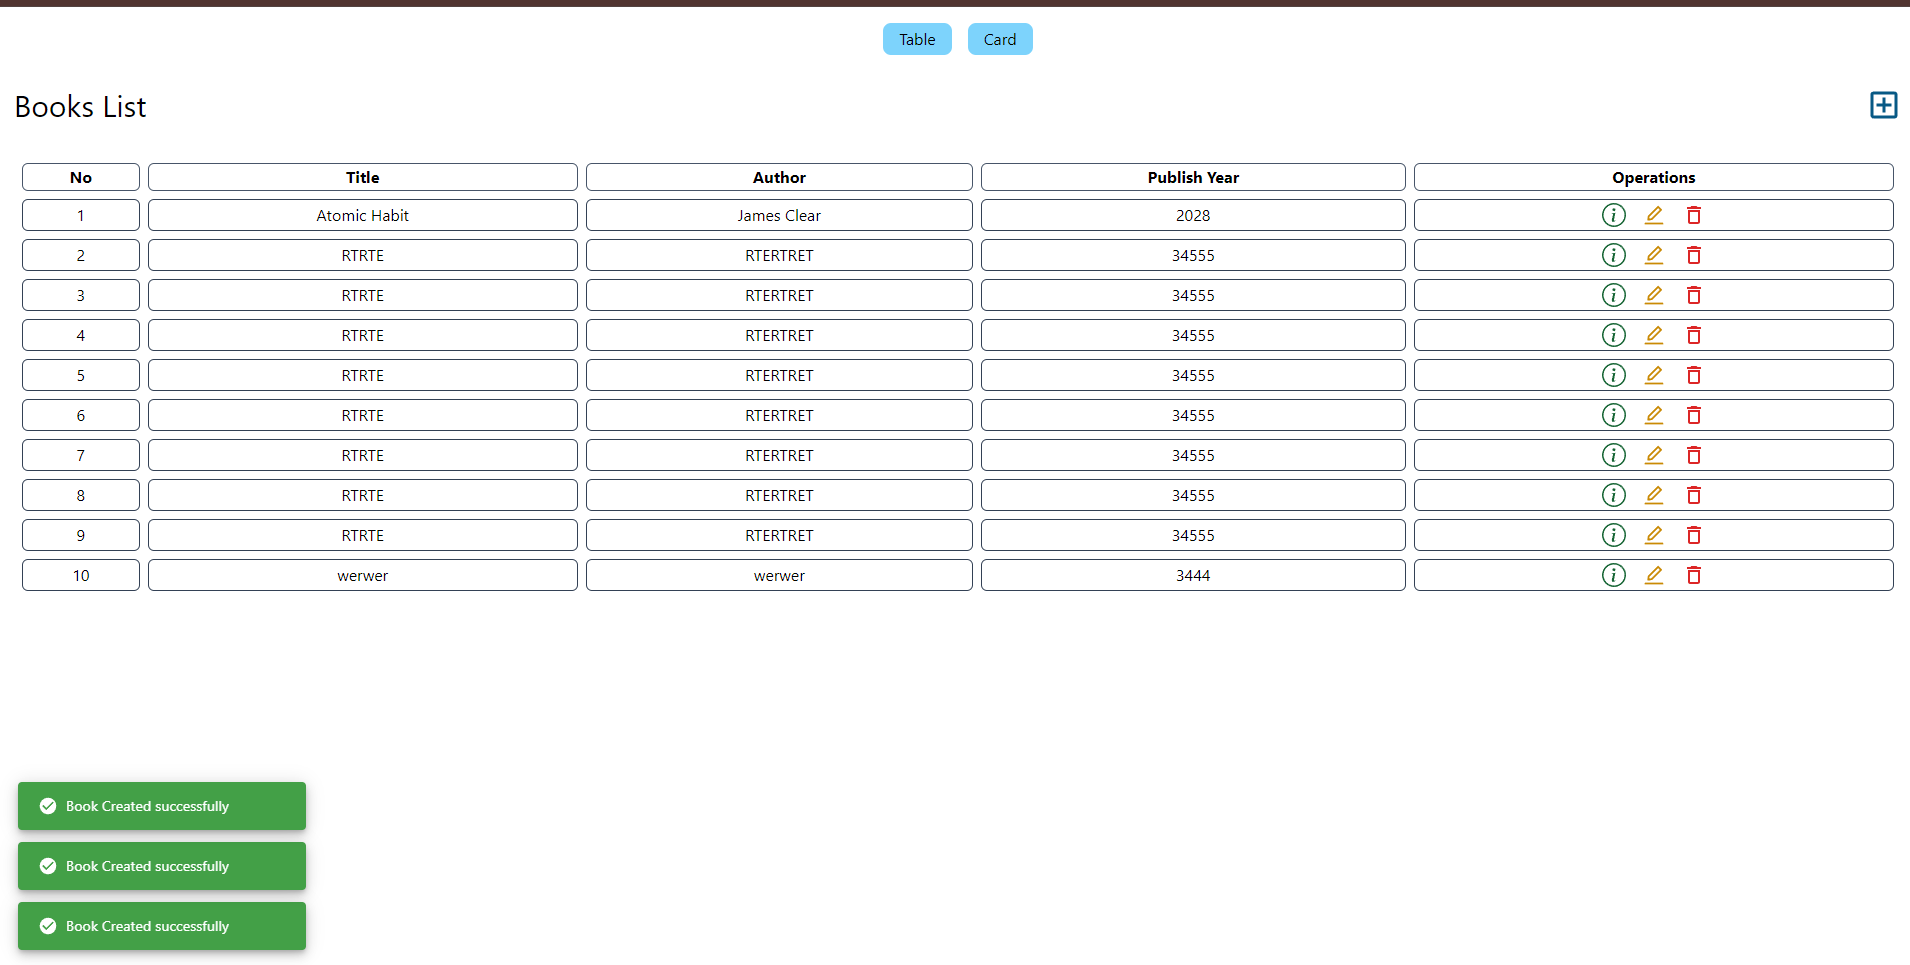 Table Card
Books List
No Title Author Publish Year Operations
1 Atomic Habit James Clear 2028
2 RTRTE RTERTRET 34555
3 RTRTE RTERTRET 34555
4 RTRTE RTERTRET 34555
5 RTRTE RTERTRET 34555
6 RTRTE RTERTRET 34555
7 RTRTE RTERTRET 34555
8 RTRTE RTERTRET 34555
9 RTRTE RTERTRET 34555
10 werwer werwer 3444
Book Created successfully
Book Created successfully
Book Created successfully